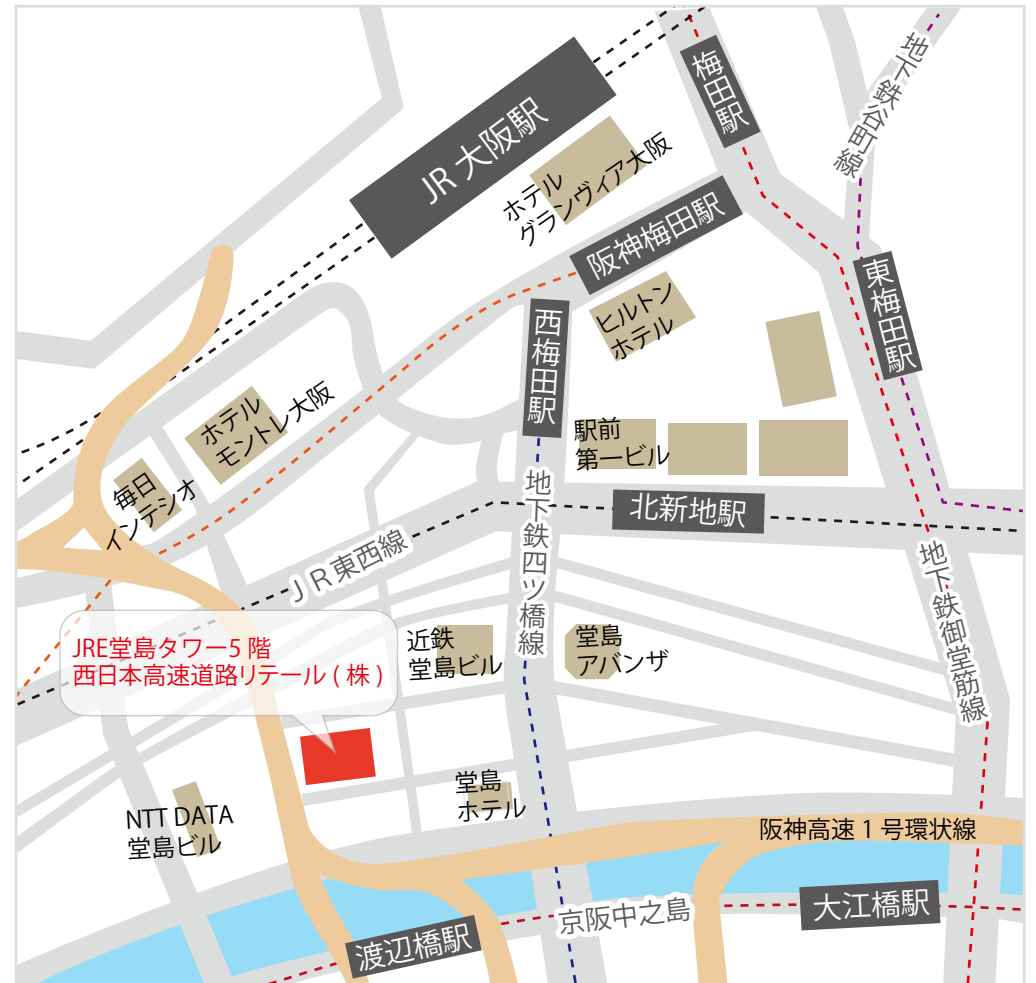 JR 大阪駅
梅田駅
地下鉄谷町線
ホテル
グランヴィア大阪
阪神梅田駅
東梅田駅
ヒルトン
ホテル
西梅田駅
ホテル
モントレ大阪
駅前
第一ビル
毎日
インテシオ
北新地駅
地下鉄四ツ橋線
ＪＲ東西線
地下鉄御堂筋線
JRE堂島タワー5 階
西日本高速道路リテール ( 株 )
近鉄
堂島ビル
堂島
アバンザ
堂島
ホテル
NTT DATA
堂島ビル
阪神高速 1 号環状線
大江橋駅
京阪中之島
渡辺橋駅